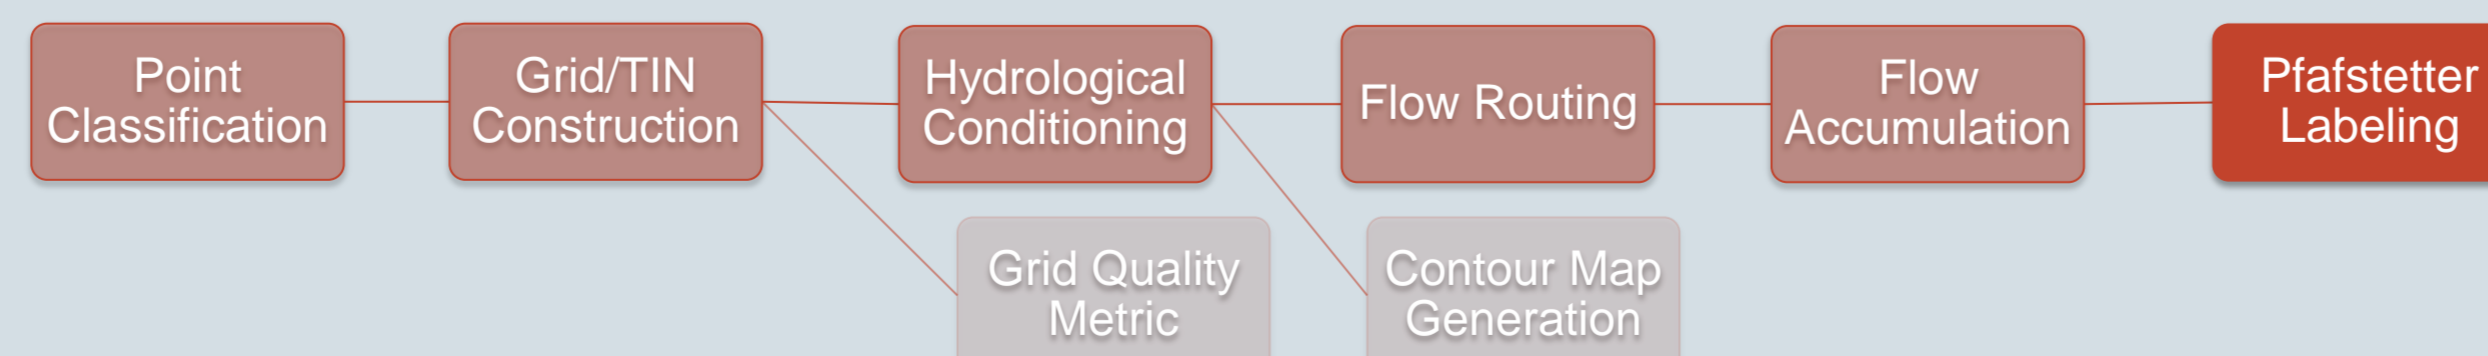 Point
Classification
Grid/TIN
Construction
Hydrological
Conditioning
Flow Routing
Flow
Accumulation
Pfafstetter
Labeling
Grid Quality
Metric
Contour Map
Generation